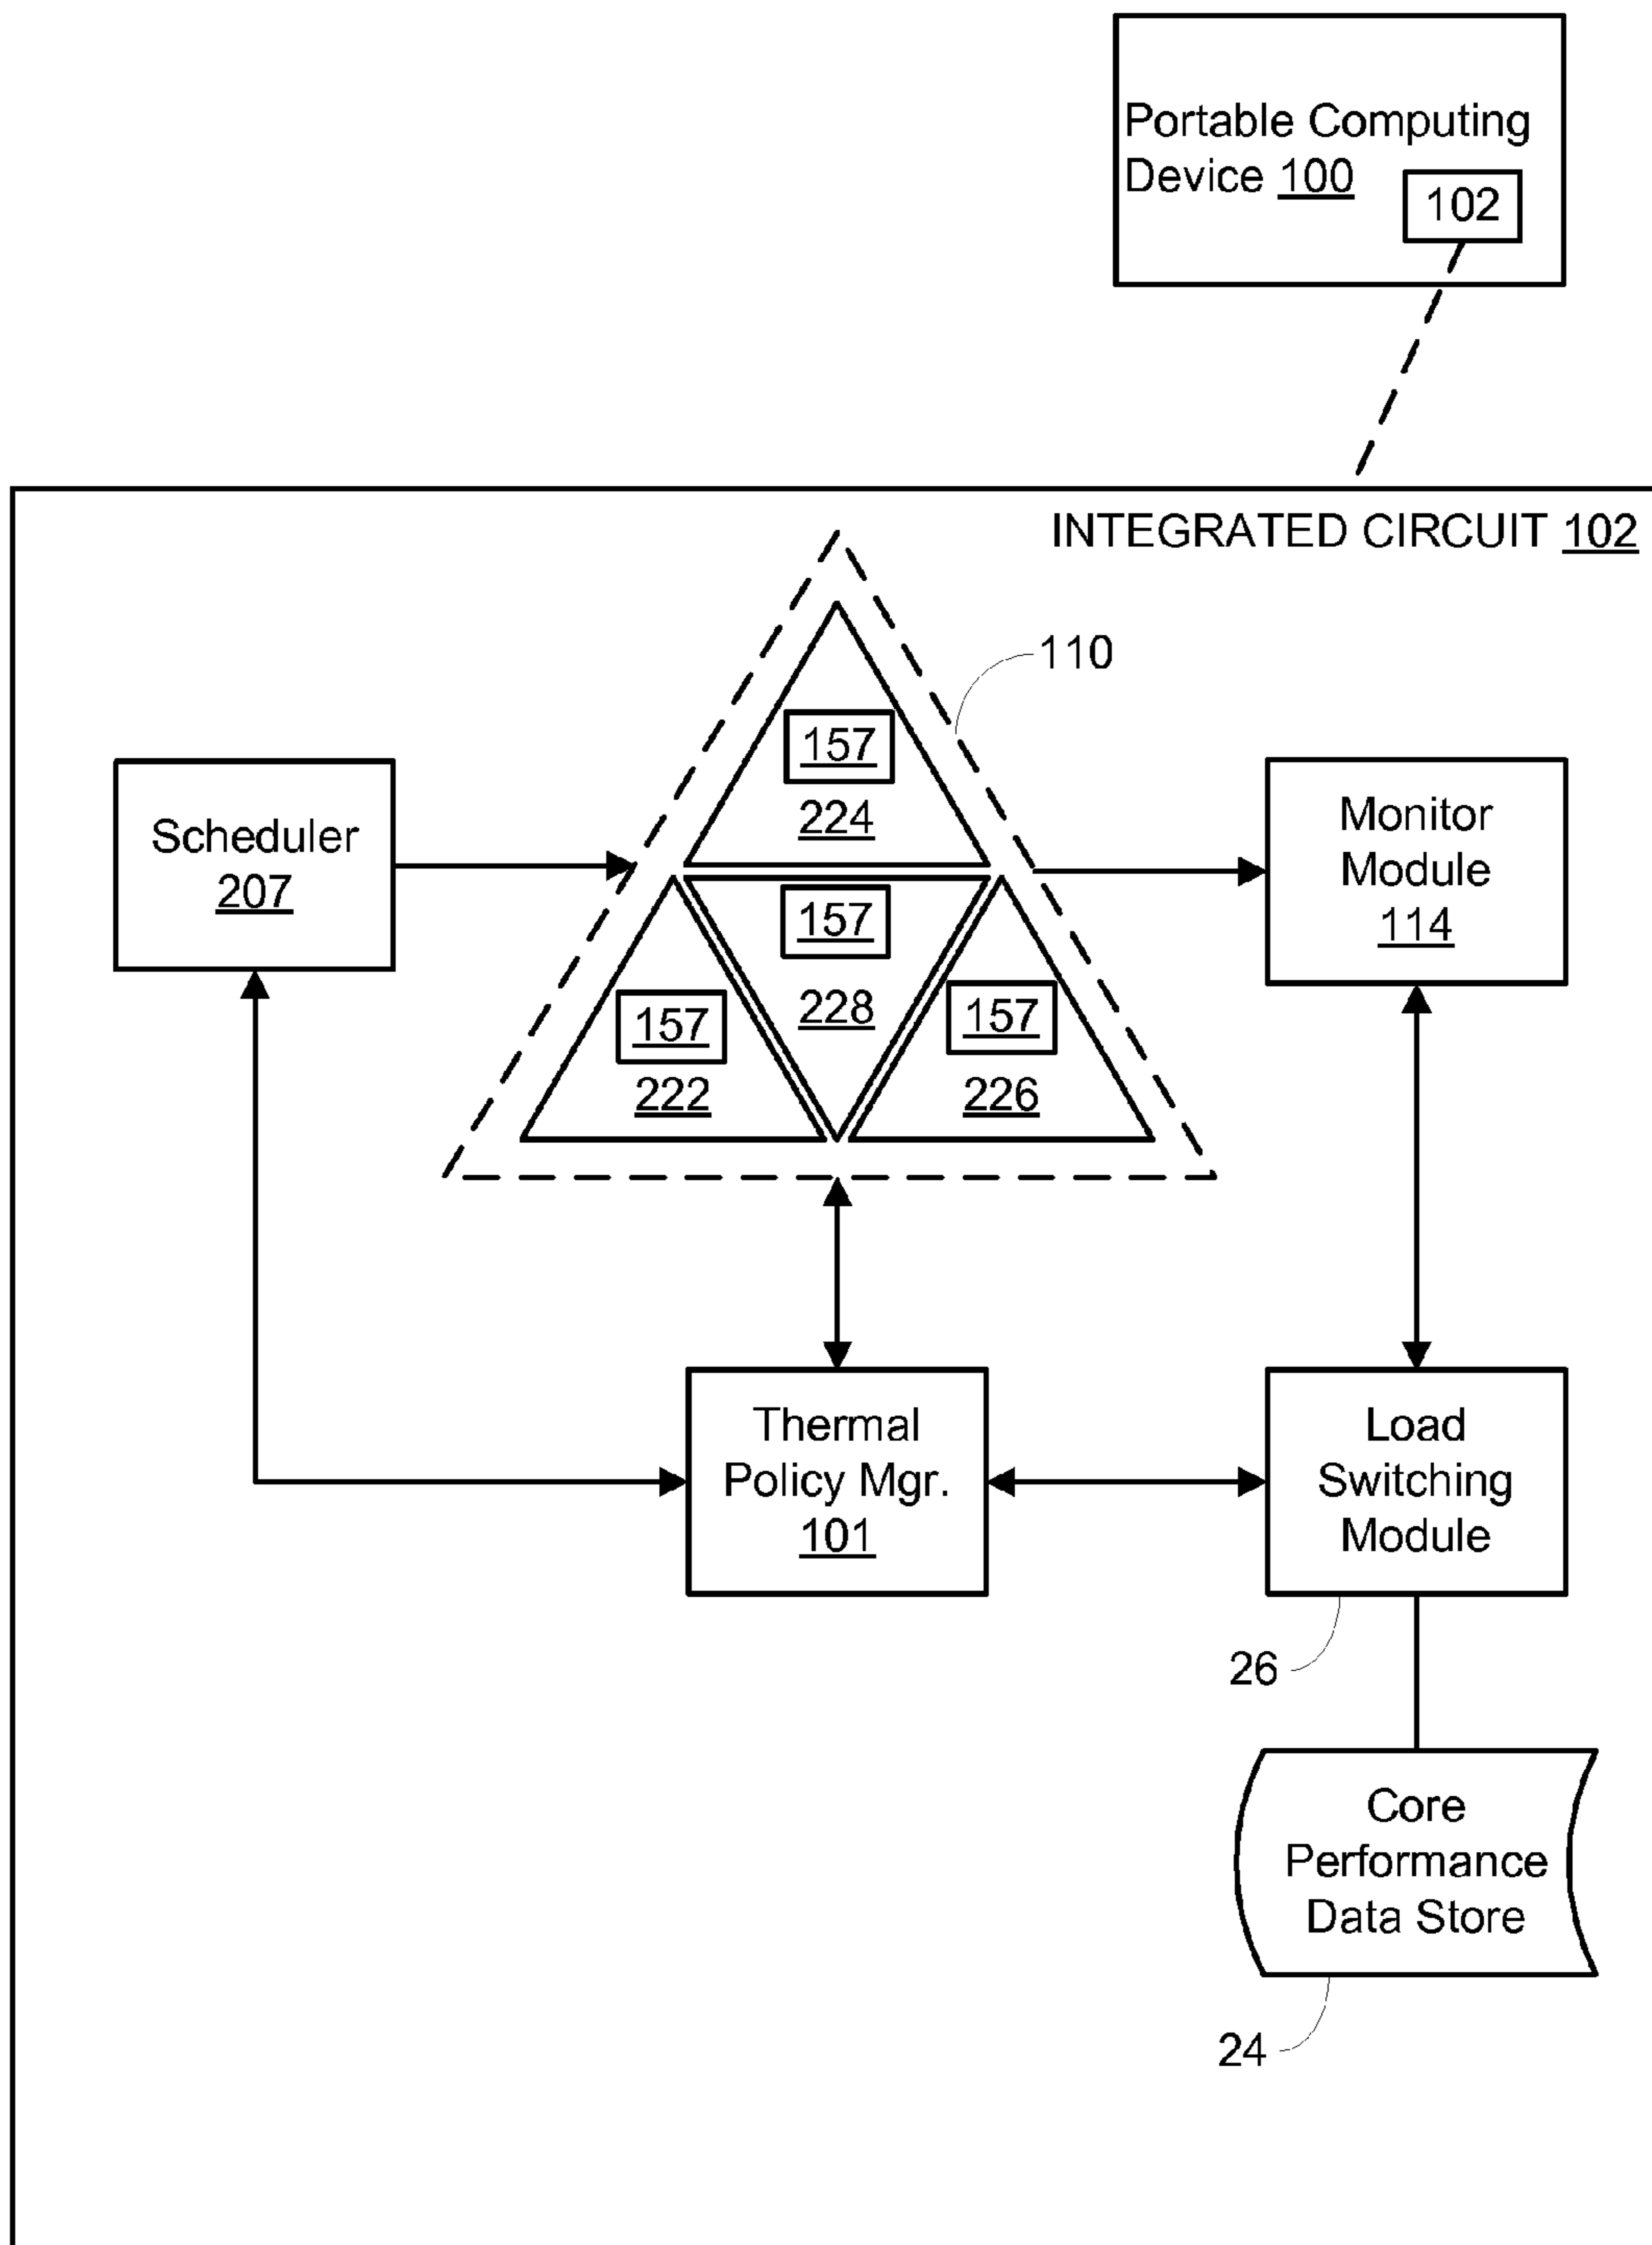 Portable Computing
Device 100
102
INTEGRATED CIRCUIT 102
110
157
224
Scheduler
207
Monitor
Module
114
157
228
157
222
157
226
Thermal
Policy Mgr.
101
Load
Switching
Module
26
Core
Performance
Data Store
24